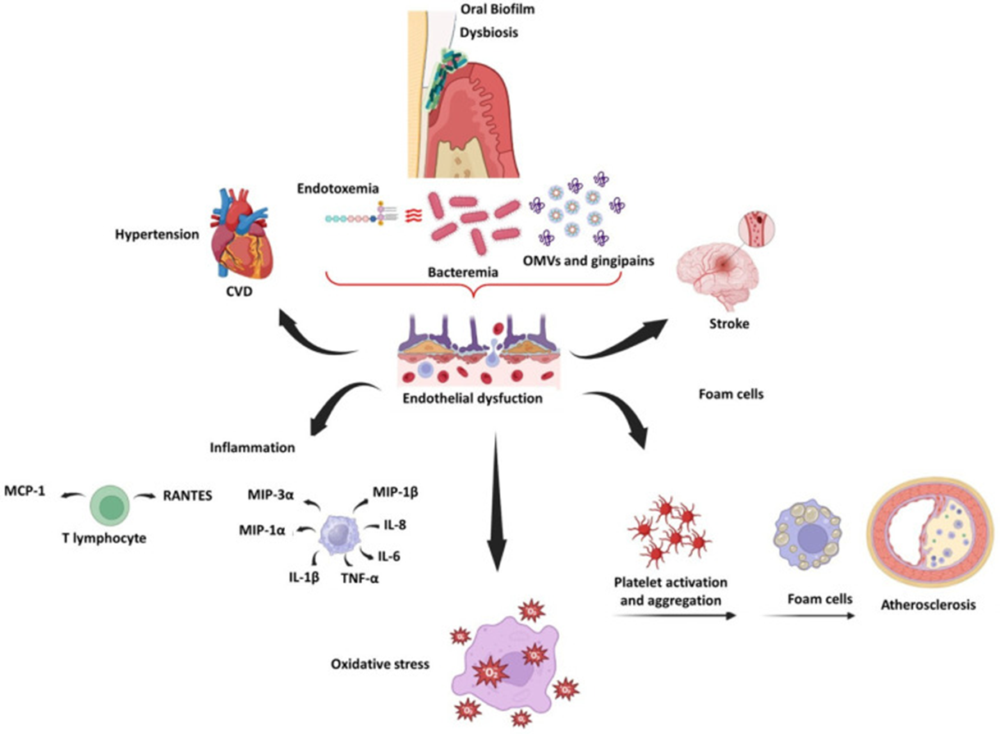 Oral Biofilm
Dysbiosis
Endotoxemia
Hypertension
CVD
Bacteremia
OMVs and gingipains
Stroke
Endothelial dysfuction
Foam cells
Inflammation
MCP-1
RANTES
T lymphocyte
MIP-3α
MIP-1β
MIP-1α
IL-8
IL-6
IL-1β
TNF-α
Platelet activation
and aggregation
Foam cells
Atherosclerosis
Oxidative stress